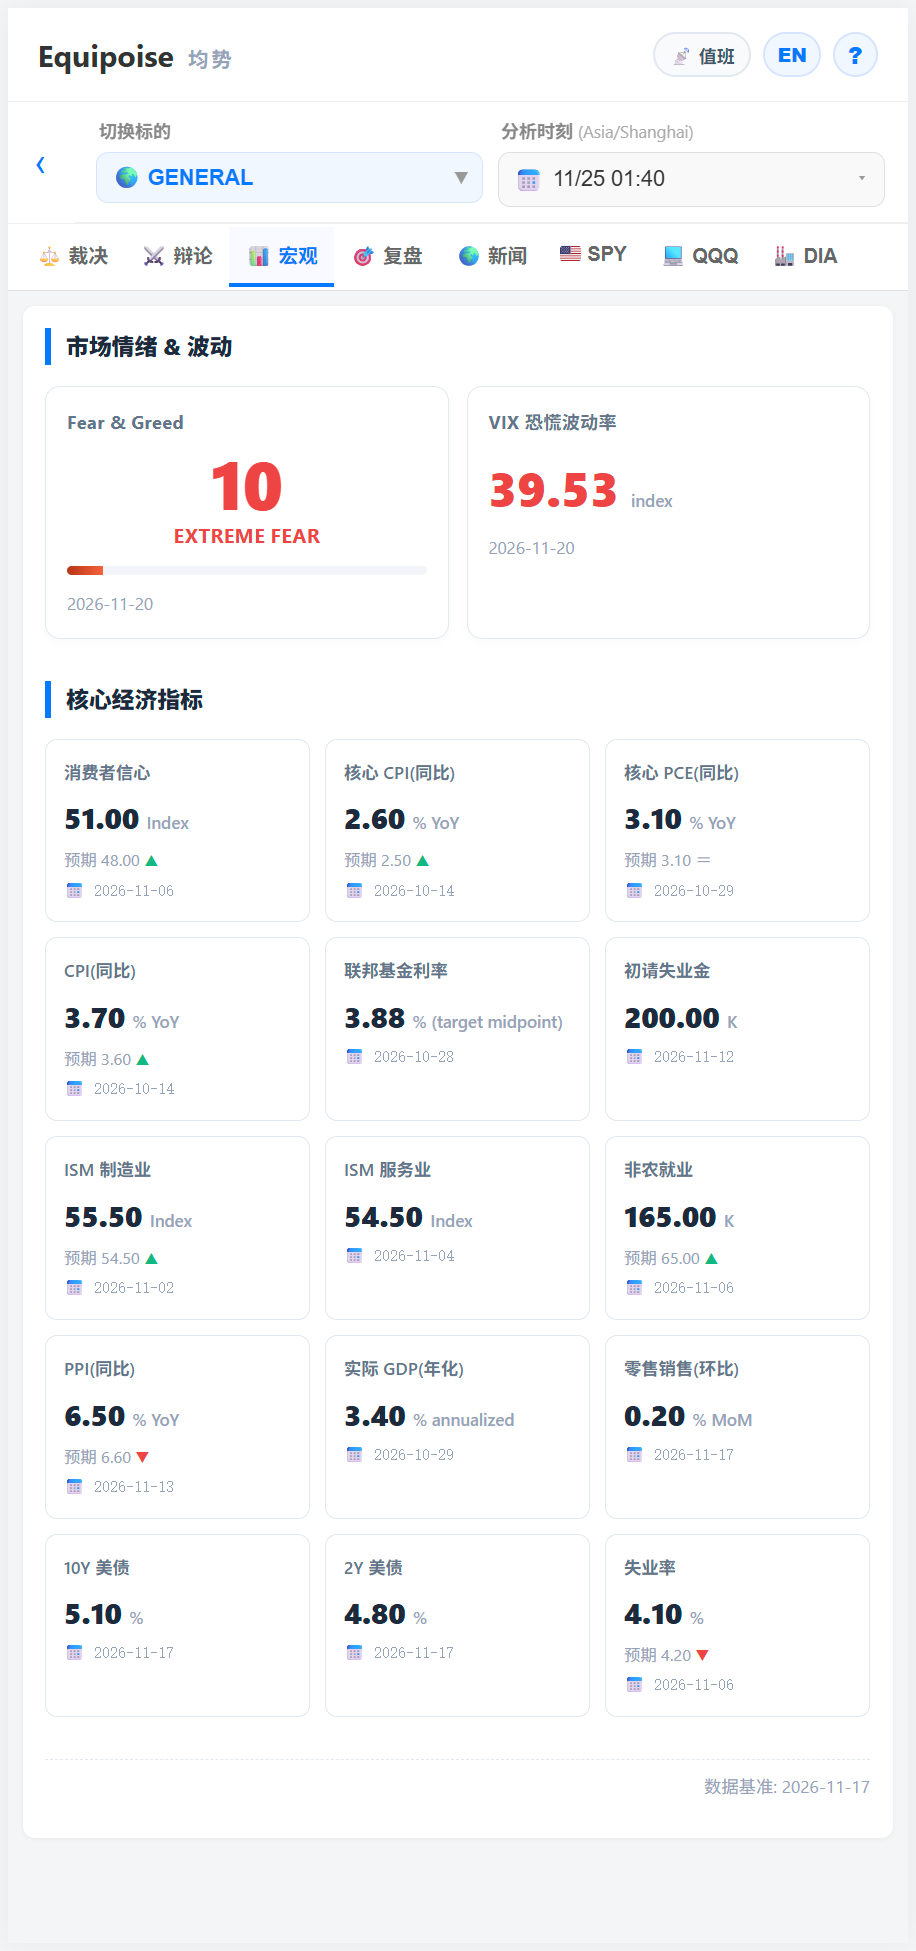 Equipoise 均势
值班
EN
?
切换标的
分析时刻 (Asia/Shanghai)
GENERAL
11/25 01:40
裁决
辩论
宏观
复盘
新闻
SPY
QQQ
DIA
市场情绪 & 波动
Fear & Greed
10
EXTREME FEAR
2026-11-20
VIX 恐慌波动率
39.53 index
2026-11-20
核心经济指标
消费者信心
51.00 Index
预期 48.00 ▲
2026-11-06
核心 CPI(同比)
2.60 % YoY
预期 2.50 ▲
2026-10-14
核心 PCE(同比)
3.10 % YoY
预期 3.10 =
2026-10-29
CPI(同比)
3.70 % YoY
预期 3.60 ▲
2026-10-14
联邦基金利率
3.88 % (target midpoint)
2026-10-28
初请失业金
200.00 K
2026-11-12
ISM 制造业
55.50 Index
预期 54.50 ▲
2026-11-02
ISM 服务业
54.50 Index
2026-11-04
非农就业
165.00 K
预期 65.00 ▲
2026-11-06
PPI(同比)
6.50 % YoY
预期 6.60 ▼
2026-11-13
实际 GDP(年化)
3.40 % annualized
2026-10-29
零售销售(环比)
0.20 % MoM
2026-11-17
10Y 美债
5.10 %
2026-11-17
2Y 美债
4.80 %
2026-11-17
失业率
4.10 %
预期 4.20 ▼
2026-11-06
数据基准: 2026-11-17